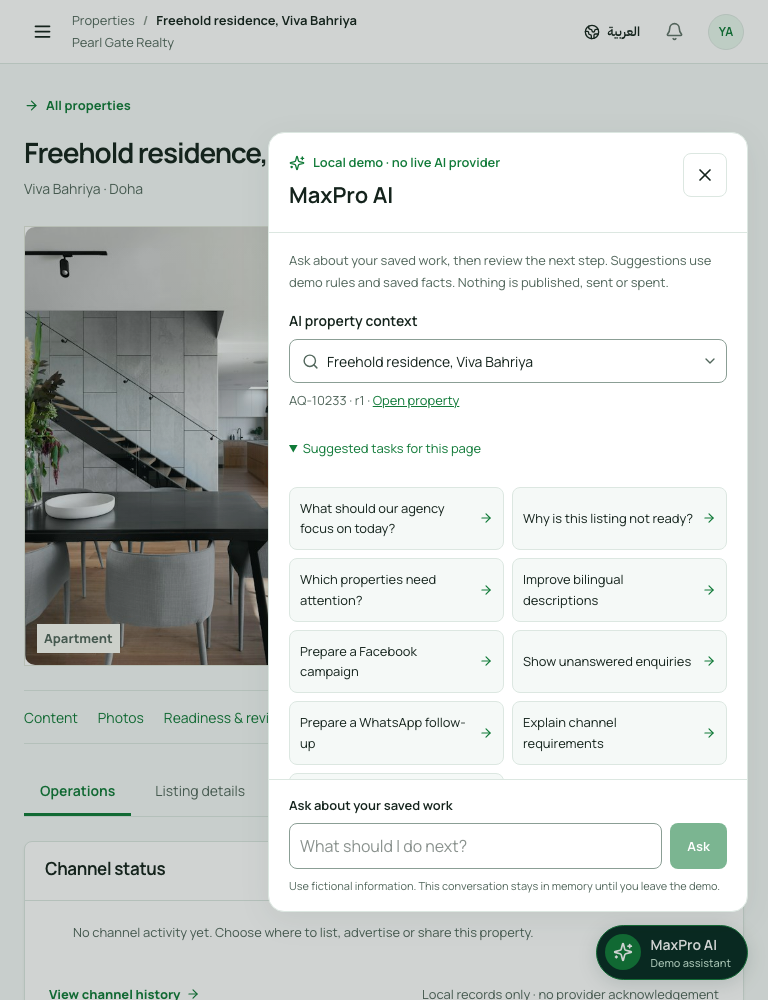 Properties / Freehold residence, Viva Bahriya
Pearl Gate Realty
العربية
YA
All properties
Freehold residence,
Viva Bahriya · Doha
Apartment
Content Photos Readiness & revi
Operations Listing details
Channel status
No channel activity yet. Choose where to list, advertise or share this property.
View channel history
Local records only · no provider acknowledgement
Local demo · no live AI provider
MaxPro AI
Ask about your saved work, then review the next step. Suggestions use
demo rules and saved facts. Nothing is published, sent or spent.
AI property context
Freehold residence, Viva Bahriya
AQ-10233 · r1 · Open property
Suggested tasks for this page
What should our agency
focus on today?
Why is this listing not ready?
Which properties need
attention?
Improve bilingual
descriptions
Prepare a Facebook
campaign
Show unanswered enquiries
Prepare a WhatsApp follow-
up
Explain channel
requirements
Ask about your saved work
What should I do next?
Ask
Use fictional information. This conversation stays in memory until you leave the demo.
MaxPro AI
Demo assistant